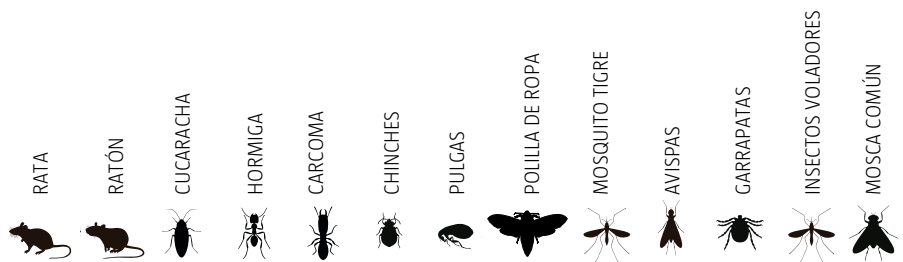 RATA
RATÓN
CUCARACHA
HORMIGA
CARCOMA
CHINCHES
PULGAS
POLILLA DE ROPA
MOSQUITO TIGRE
AVISPAS
GARRAPATAS
INSECTOS VOLADORES
MOSCA COMÚN